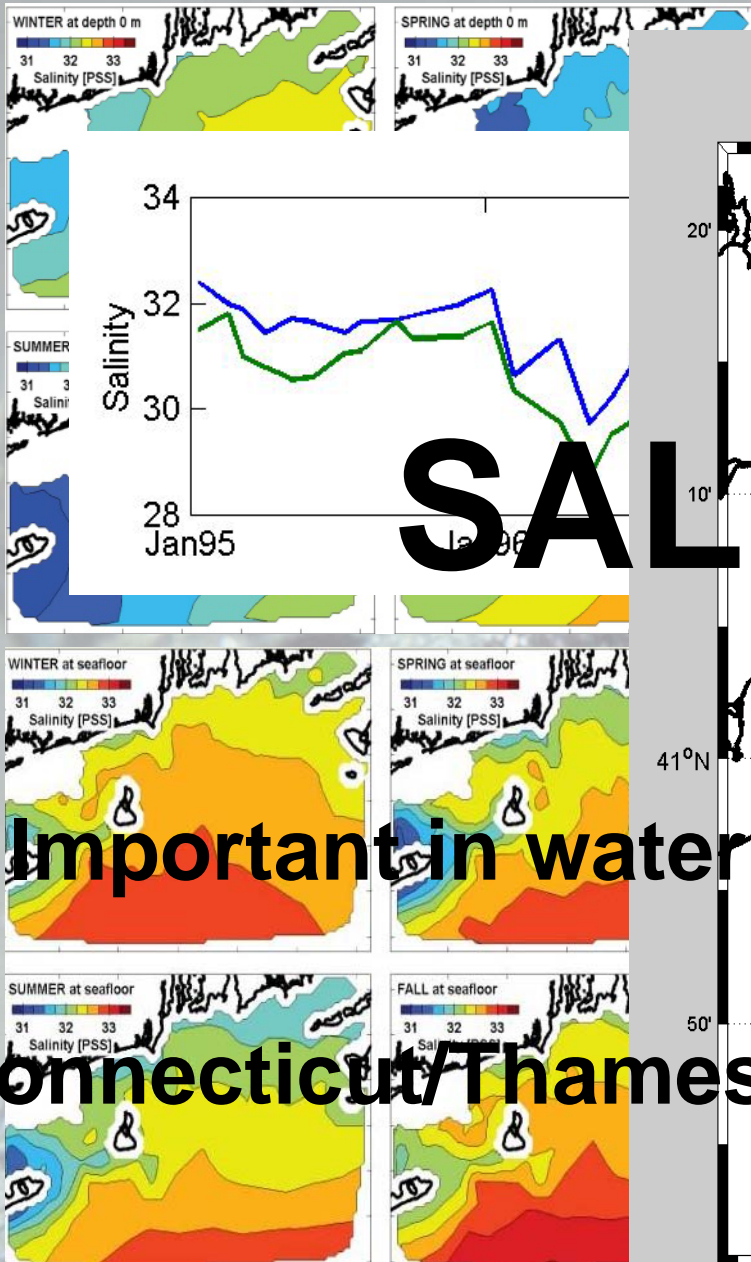 WINTER at depth 0 m
31 32 33
Salinity [PSS]
SPRING at depth 0 m
31 32 33
Salinity [PSS]
34
32
30
28
Salinity
Jan95
SAL
SUMMER
31
20'
10'
41°N
50'
WINTER at seafloor
31 32 33
Salinity [PSS]
SPRING at seafloor
31 32 33
Salinity [PSS]
Important in water
SUMMER at seafloor
31 32 33
Salinity [PSS]
FALL at seafloor
31 32 33
[PSS]
onnecticut/Thames